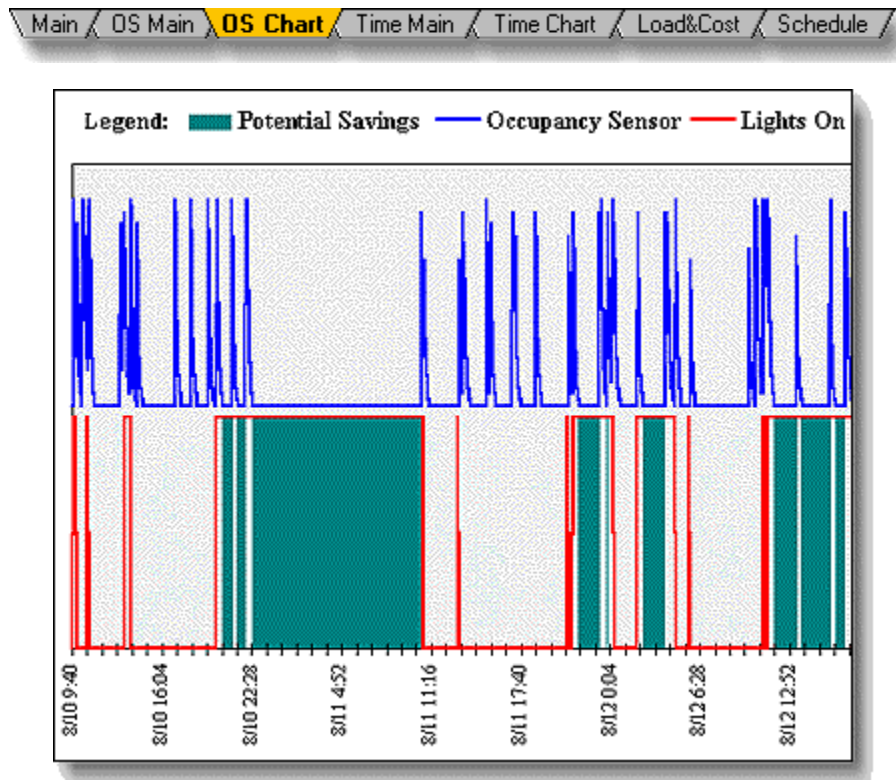 Main OS Main OS Chart Time Main Time Chart Load&Cost Schedule
Legend: Potential Savings Occupancy Sensor Lights On
8/10 9:40 8/10 16:04 8/10 22:28 8/11 4:52 8/11 11:16 8/11 17:40 8/12 0:04 8/12 6:28 8/12 12:52